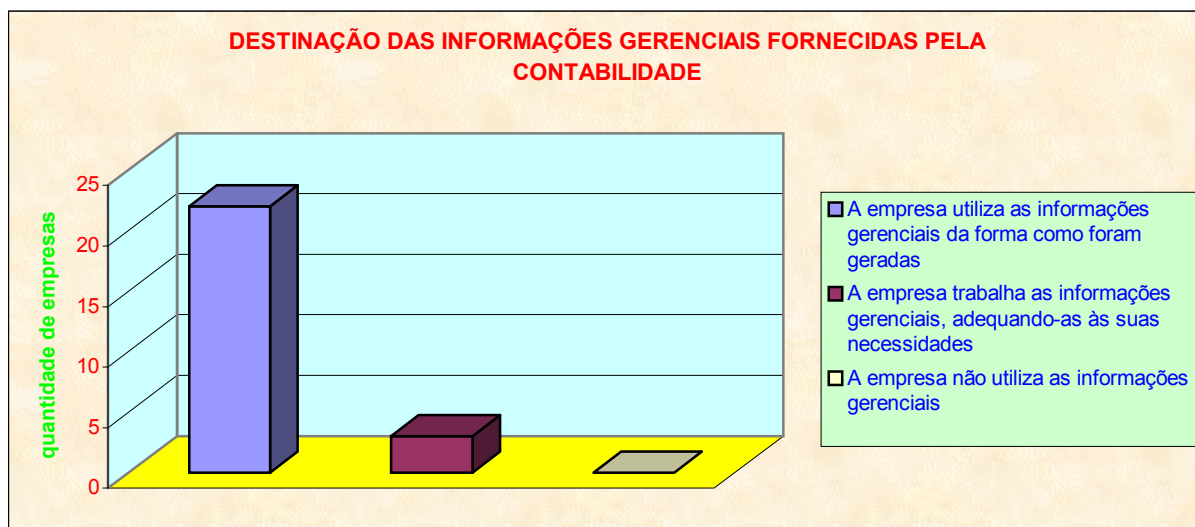 DESTINAÇÃO DAS INFORMAÇÕES GERENCIAIS FORNECIDAS PELA
CONTABILIDADE
quantidade de empresas
25
20
15
10
5
0
A empresa utiliza as informações
gerenciais da forma como foram
geradas
A empresa trabalha as informações
gerenciais, adequando-as às suas
necessidades
A empresa não utiliza as informações
gerenciais